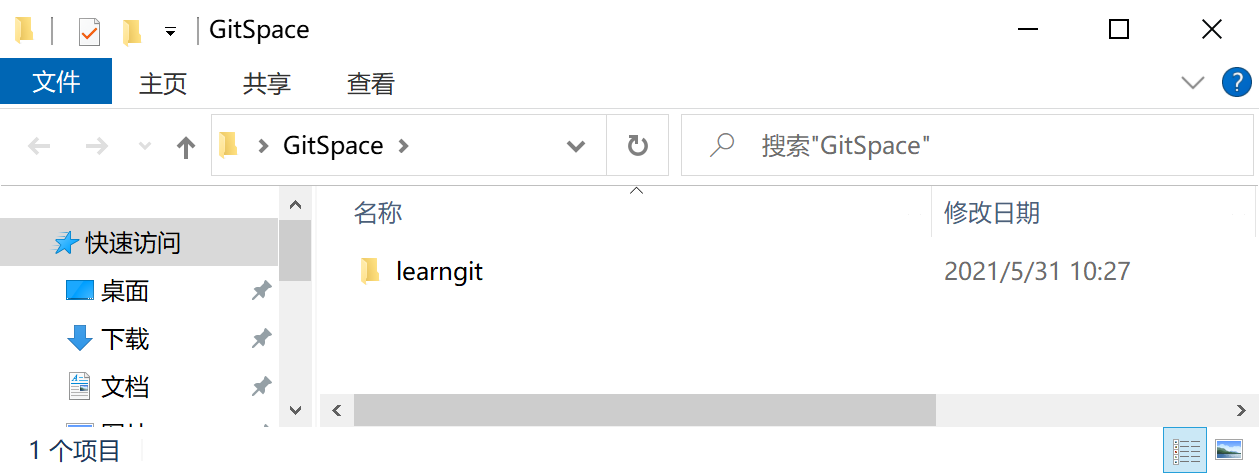 GitSpace
文件 主页 共享 查看 ?
GitSpace 搜索"GitSpace"
名称 修改日期
快速访问
learngit 2021/5/31 10:27
桌面
下载
文档
1 个项目